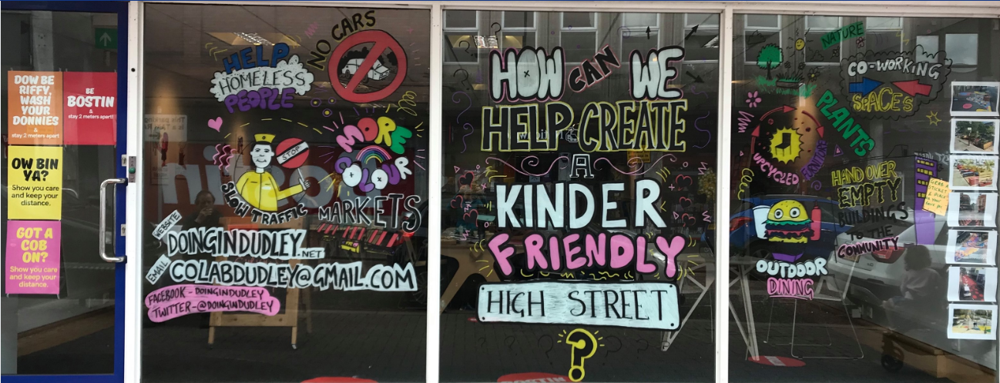 DOW BE
RIFFY,
WASH
YOUR
DONNIES
&
stay 2 meters apart
BE
BOSTIN
&
stay 2 meters apart!
OW BIN
YA?
Show you care
and keep your
distance.
GOT A
COB
ON?
Show you care
and keep your
distance.
HELP
HOMELESS
PEOPLE
NO CARS
STOP
SLOW TRAFFIC
MORE
COLOUR
MARKETS
WEBSITE
DOINGINDUDLEY.NET
EMAIL
COLABDUDLEY@GMAIL.COM
FACEBOOK - DOINGINDUDLEY
TWITTER - @DOINGINDUDLEY
HOW CAN WE
HELP CREATE
A
KINDER
FRIENDLY
HIGH STREET
?
NATURE
CO-WORKING
SPACES
PLANTS
UPCYCLED
FURNITURE
HAND OVER
EMPTY
BUILDINGS
TO THE
COMMUNITY
OUTDOOR
DINING
BOSTIN